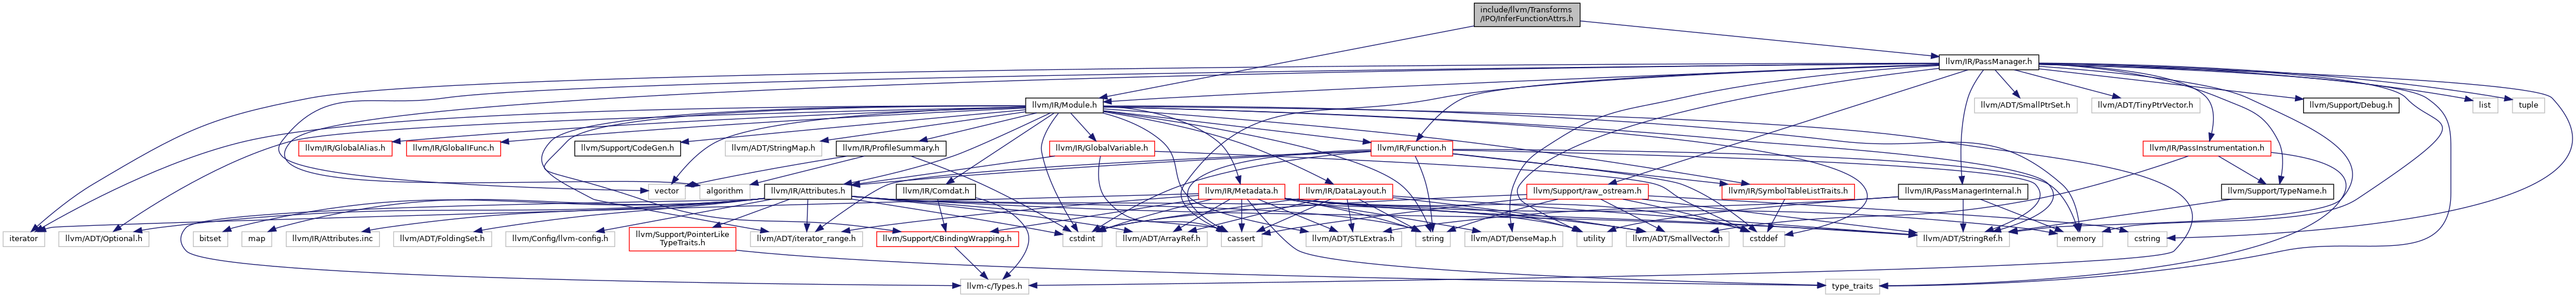 include/llvm/Transforms
/IPO/InferFunctionAttrs.h
llvm/IR/PassManager.h
llvm/IR/Module.h
llvm/ADT/SmallPtrSet.h
llvm/ADT/TinyPtrVector.h
llvm/Support/Debug.h
list
tuple
llvm/IR/GlobalAlias.h
llvm/IR/GlobalIFunc.h
llvm/Support/CodeGen.h
llvm/ADT/StringMap.h
llvm/IR/ProfileSummary.h
llvm/IR/GlobalVariable.h
llvm/IR/Function.h
llvm/IR/PassInstrumentation.h
vector
algorithm
llvm/IR/Attributes.h
llvm/IR/Comdat.h
llvm/IR/Metadata.h
llvm/IR/DataLayout.h
llvm/Support/raw_ostream.h
llvm/IR/SymbolTableListTraits.h
llvm/IR/PassManagerInternal.h
llvm/Support/TypeName.h
iterator
llvm/ADT/Optional.h
bitset
map
llvm/IR/Attributes.inc
llvm/ADT/FoldingSet.h
llvm/Config/llvm-config.h
llvm/Support/PointerLike
TypeTraits.h
llvm/ADT/iterator_range.h
llvm/Support/CBindingWrapping.h
cstdint
llvm/ADT/ArrayRef.h
cassert
llvm/ADT/STLExtras.h
string
llvm/ADT/DenseMap.h
utility
llvm/ADT/SmallVector.h
cstddef
llvm/ADT/StringRef.h
memory
cstring
llvm-c/Types.h
type_traits